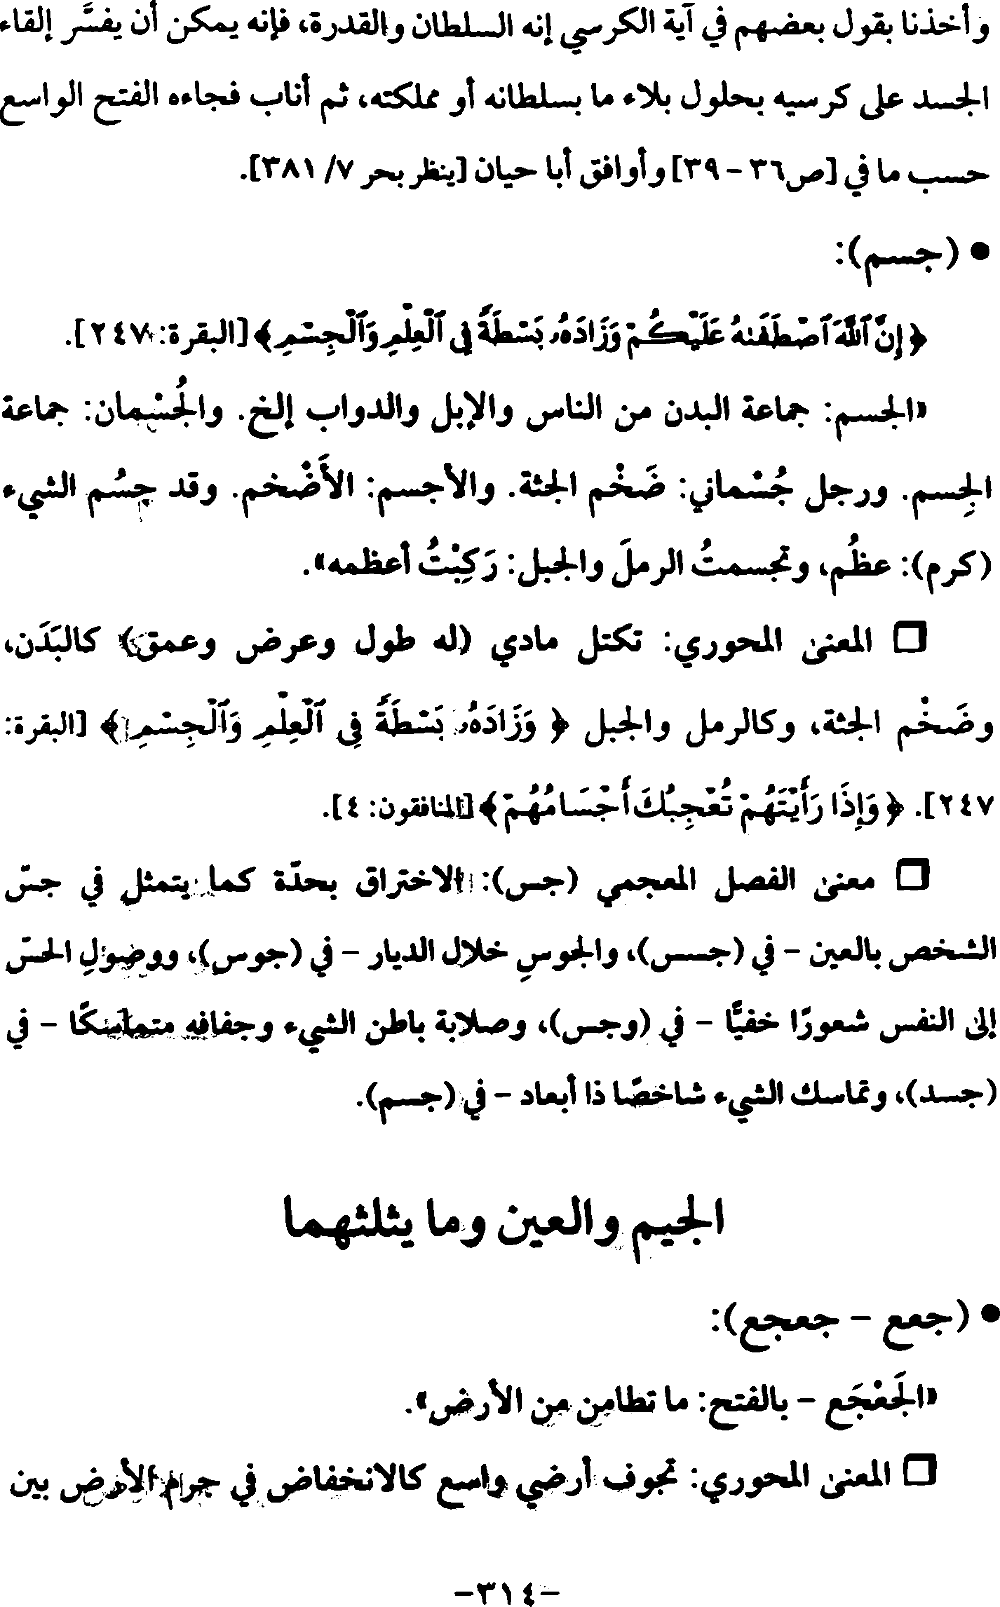 وأخذنا بقول بعضهم في آية الكرسي إنه السلطان والقدرة، فإنه يمكن أن يفسَّر إلقاء
الجسد على كرسيه بحلول بلاء ما بسلطانه أو مملكته، ثم أناب فجاءه الفتح الواسع
حسب ما في [ص٣٦ – ٣٩] وأوافق أبا حيان [ينظر بحر ٧/ ٣٨١].
● (جسم):
﴿ إِنَّ ٱللَّهَ ٱصْطَفَىٰهُ عَلَيْكُمْ وَزَادَهُۥ بَسْطَةً فِي ٱلْعِلْمِ وَٱلْجِسْمِ ﴾ [البقرة: ٢٤٧].
«الجسم: جماعة البدن من الناس والإبل والدواب إلخ. والجُسْمان: جماعة
الجِسم. ورجل جُسْماني: ضَخْم الجثة. والأجسم: الأَضْخم. وقد جسُم الشيء
(كرم): عظُم، وتجسمتُ الرملَ والجبل: رَكِبْتُ أعظمه».
❑ المعنى المحوري: تكتل مادي (له طول وعرض وعمق) كالبَدَن،
وضَخْم الجثة، وكالرمل والجبل ﴿ وَزَادَهُۥ بَسْطَةً فِي ٱلْعِلْمِ وَٱلْجِسْمِ ﴾ [البقرة:
٢٤٧]. ﴿ وَإِذَا رَأَيْتَهُمْ تُعْجِبُكَ أَجْسَامُهُمْ ﴾ [المنافقون: ٤].
❑ معنى الفصل المعجمي (جس): الاختراق بحدّة كما يتمثل في جسّ
الشخص بالعين – في (جسس)، والجوسِ خلال الديار – في (جوس)، ووصولِ الحسّ
إلى النفس شعورًا خفيًّا – في (وجس)، وصلابة باطن الشيء وجفافه متماسكًا – في
(جسد)، وتماسك الشيء شاخصًا ذا أبعاد – في (جسم).
الجيم والعين وما يثلثهما
● (جعع – جعجع):
«الجَعْجَع – بالفتح: ما تطامن من الأرض».
❑ المعنى المحوري: تجوف أرضي واسع كالانخفاض في جرم الأرض بين
–٣١٤–